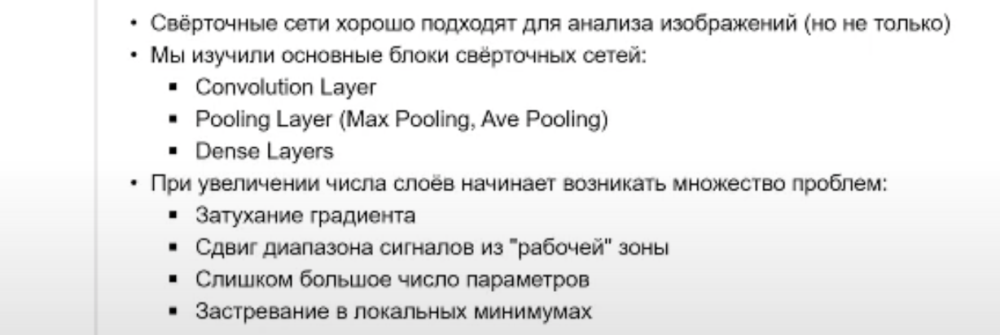 • Свёрточные сети хорошо подходят для анализа изображений (но не только)
• Мы изучили основные блоки свёрточных сетей:
▪ Convolution Layer
▪ Pooling Layer (Max Pooling, Ave Pooling)
▪ Dense Layers
• При увеличении числа слоёв начинает возникать множество проблем:
▪ Затухание градиента
▪ Сдвиг диапазона сигналов из "рабочей" зоны
▪ Слишком большое число параметров
▪ Застревание в локальных минимумах